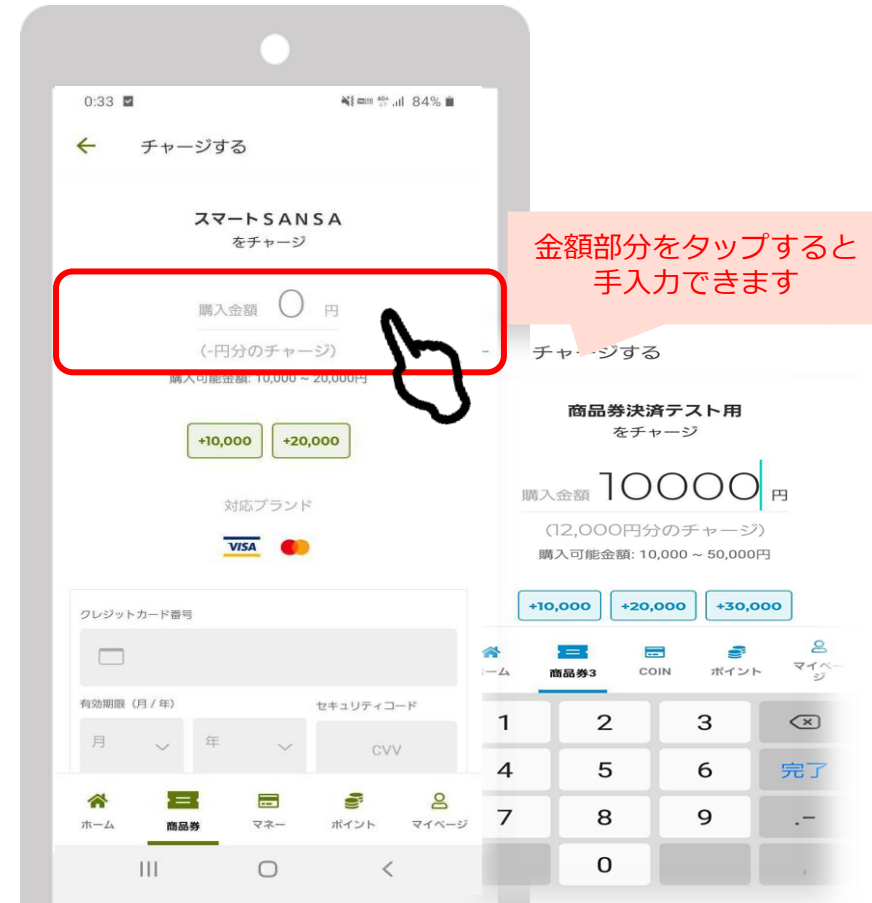 0:33
84%
チャージする
スマートSANSA
をチャージ
購入金額 0 円
(-円分のチャージ)
購入可能金額: 10,000 ~ 20,000円
+10,000 +20,000
対応ブランド
VISA
クレジットカード番号
有効期限 (月 / 年) セキュリティコード
月 年 CVV
ホーム 商品券 マネー ポイント マイページ
金額部分をタップすると
手入力できます
チャージする
商品券決済テスト用
をチャージ
購入金額 10000 円
(12,000円分のチャージ)
購入可能金額: 10,000 ~ 50,000円
+10,000 +20,000 +30,000
ーム 商品券3 COIN ポイント マイペー
ジ
1 2 3
4 5 6 完了
7 8 9 .-
0 ,